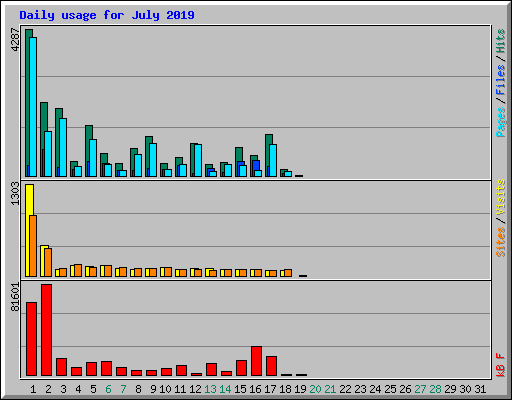 Daily usage for July 2019
4287
Pages / Files / Hits
1303
Sites / Visits
81601
kB F
1 2 3 4 5 6 7 8 9 10 11 12 13 14 15 16 17 18 19 20 21 22 23 24 25 26 27 28 29 30 31